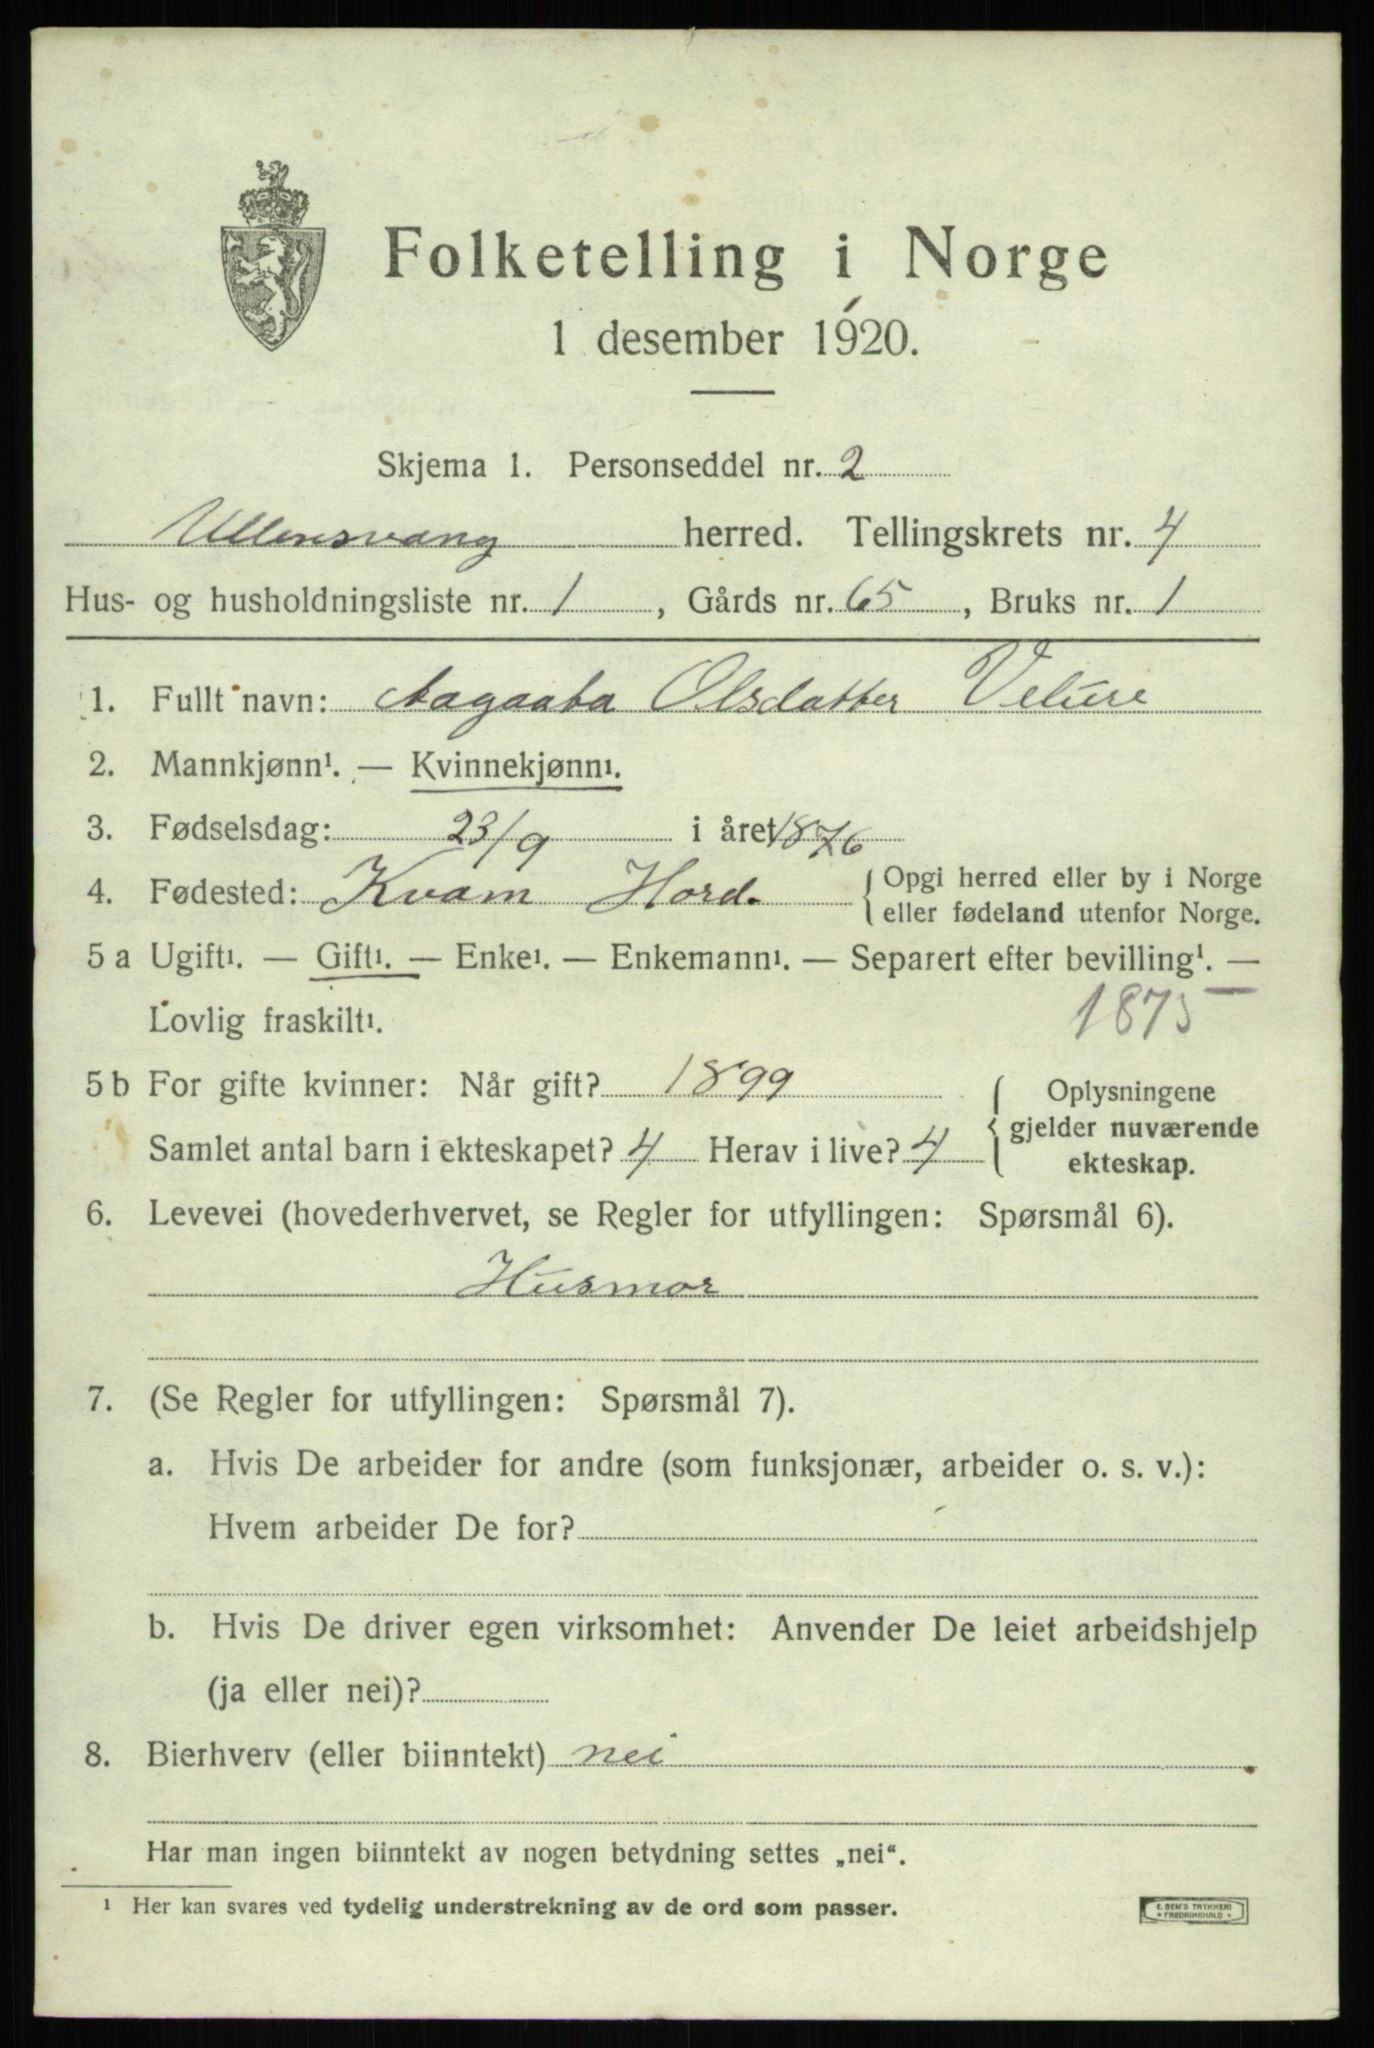 Folketelling i Norge
1 desember 1920.
Skjema 1. Personseddel nr. 2
Ullensvang herred. Tellingskrets nr. 4
Hus- og husholdningsliste nr. 1, Gårds nr. 65, Bruks nr. 1
1. Fullt navn: Aagaata Olsdatter Velure
2. Mannkjønn¹. — Kvinnekjønn¹.
3. Fødselsdag: 23/9 i året 1876
4. Fødested: Kvam Hord. { Opgi herred eller by i Norge
eller fødeland utenfor Norge.
5 a Ugift¹. — Gift¹. — Enke¹. — Enkemann¹. — Separert efter bevilling¹. —
Lovlig fraskilt¹. 1875
5 b For gifte kvinner: Når gift? 1899
Samlet antal barn i ekteskapet? 4 Herav i live? 4
{ Oplysningene
gjelder nuværende
ekteskap.
6. Levevei (hovederhvervet, se Regler for utfyllingen: Spørsmål 6).
Husmor
7. (Se Regler for utfyllingen: Spørsmål 7).
a. Hvis De arbeider for andre (som funksjonær, arbeider o. s. v.):
Hvem arbeider De for?
b. Hvis De driver egen virksomhet: Anvender De leiet arbeidshjelp
(ja eller nei)?
8. Bierhverv (eller biinntekt) nei
Har man ingen biinntekt av nogen betydning settes „nei“.
¹ Her kan svares ved tydelig understrekning av de ord som passer.
E. SEM'S TRYKKERI
* FREDRIKSHALD *